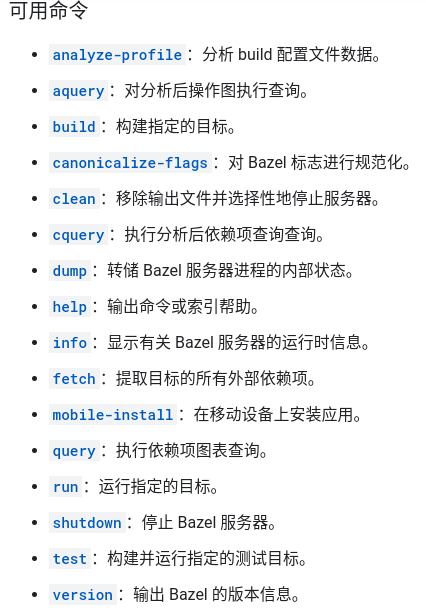 可用命令
• analyze-profile：分析 build 配置文件数据。
• aquery：对分析后操作图执行查询。
• build：构建指定的目标。
• canonicalize-flags：对 Bazel 标志进行规范化。
• clean：移除输出文件并选择性地停止服务器。
• cquery：执行分析后依赖项查询查询。
• dump：转储 Bazel 服务器进程的内部状态。
• help：输出命令或索引帮助。
• info：显示有关 Bazel 服务器的运行时信息。
• fetch：提取目标的所有外部依赖项。
• mobile-install：在移动设备上安装应用。
• query：执行依赖项图表查询。
• run：运行指定的目标。
• shutdown：停止 Bazel 服务器。
• test：构建并运行指定的测试目标。
• version：输出 Bazel 的版本信息。